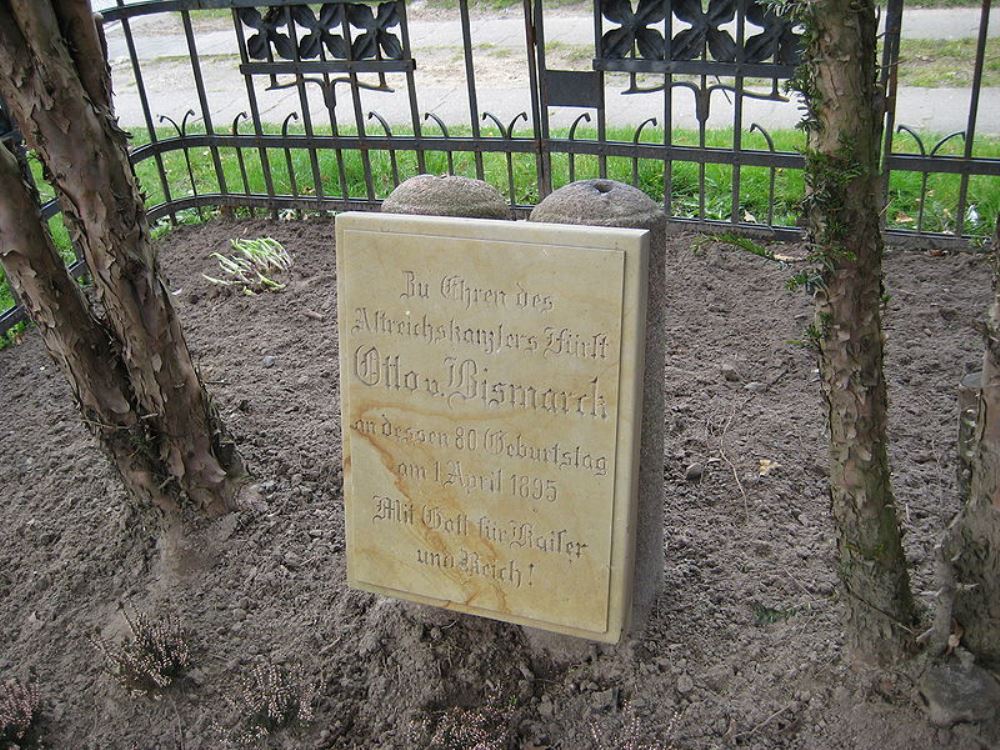 Zu Ehren des
Altreichskanzlers Fürst
Otto v. Bismarck
an dessen 80 Geburtstag
am 1. April 1895
Mit Gott für Kaiser
und Reich!